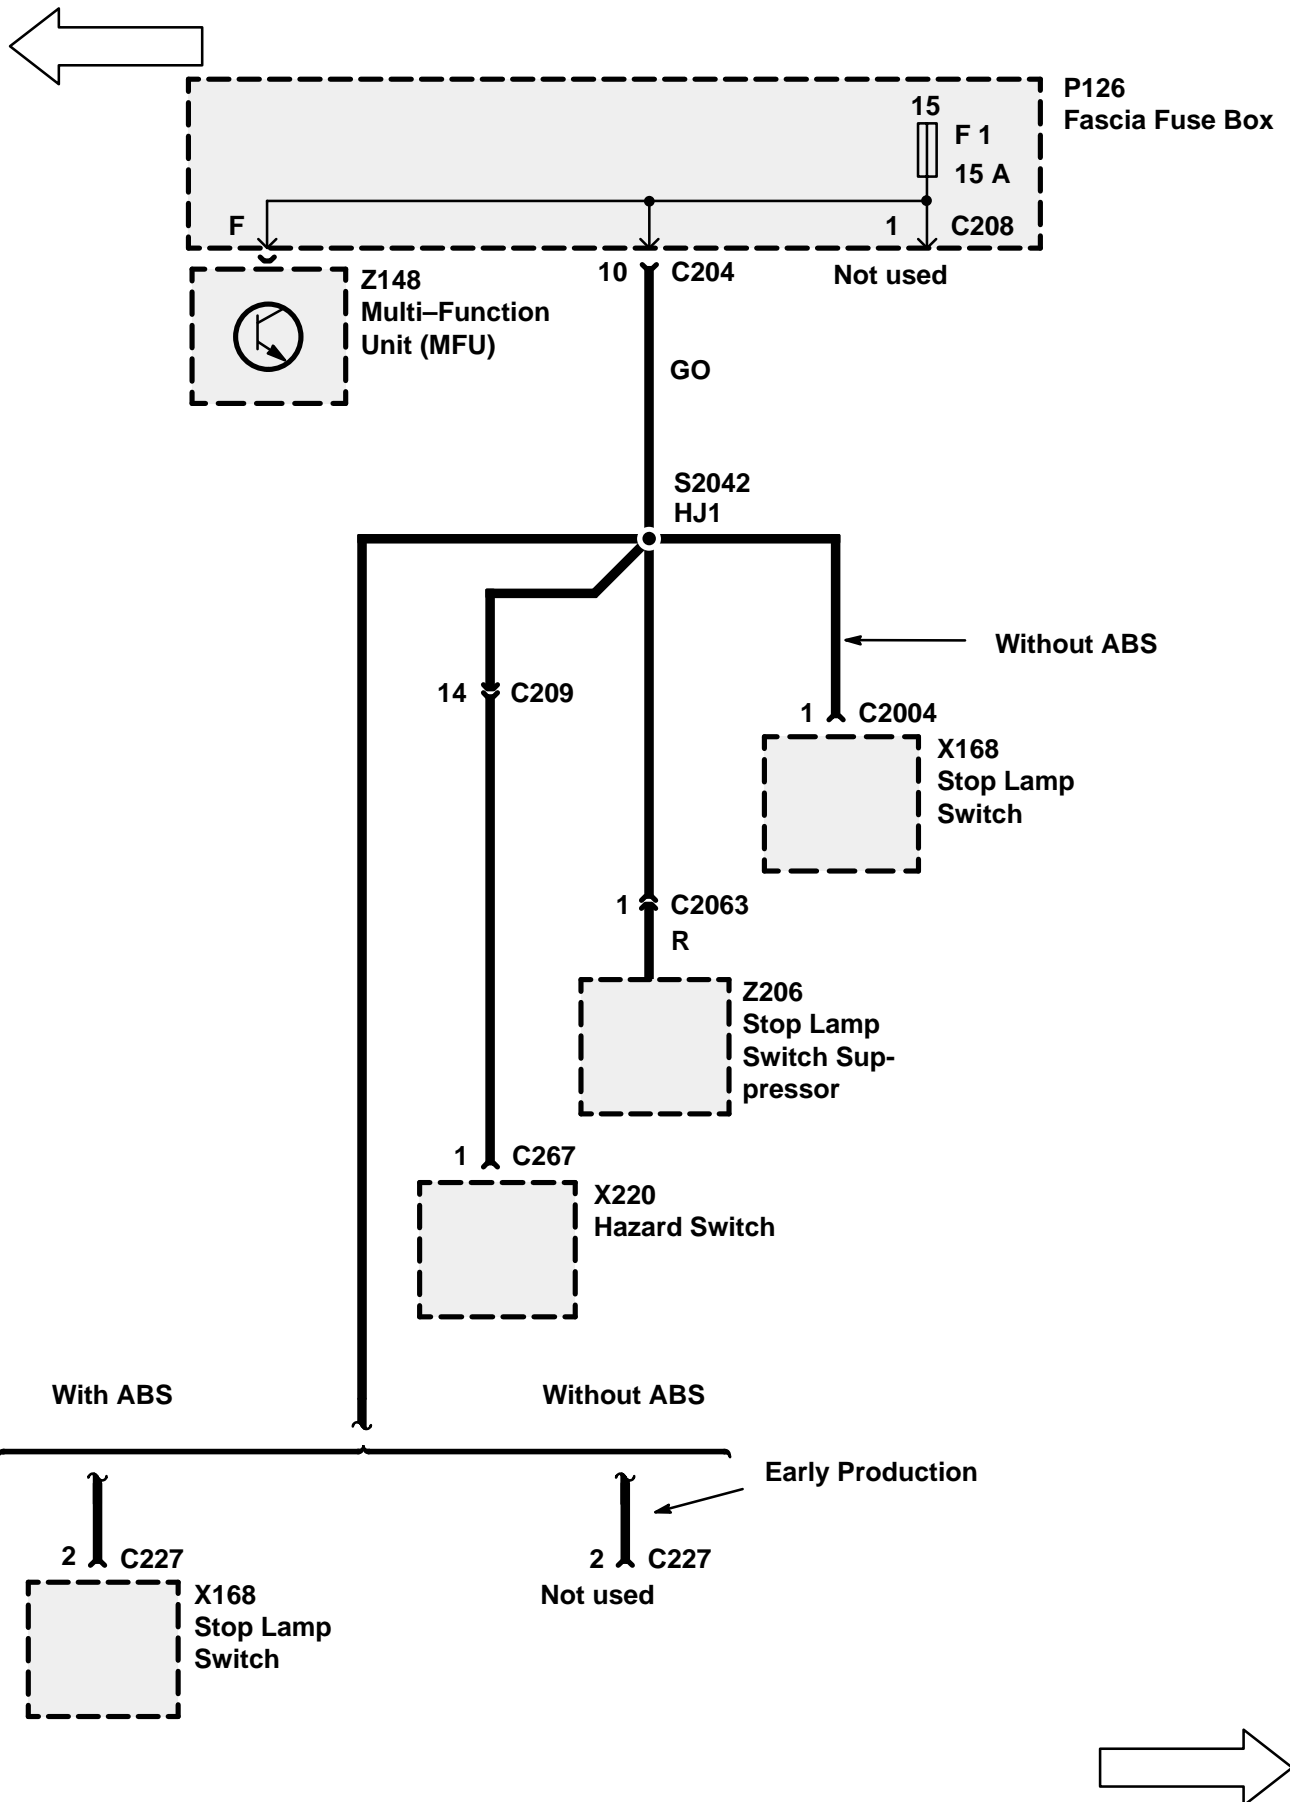 P126
Fascia Fuse Box
15
F 1
15 A
F
1 C208
Z148
Multi–Function
Unit (MFU)
10 C204
Not used
GO
S2042
HJ1
Without ABS
14 C209
1 C2004
X168
Stop Lamp
Switch
1 C2063
R
Z206
Stop Lamp
Switch Sup-
pressor
1 C267
X220
Hazard Switch
With ABS
Without ABS
Early Production
2 C227
X168
Stop Lamp
Switch
2 C227
Not used